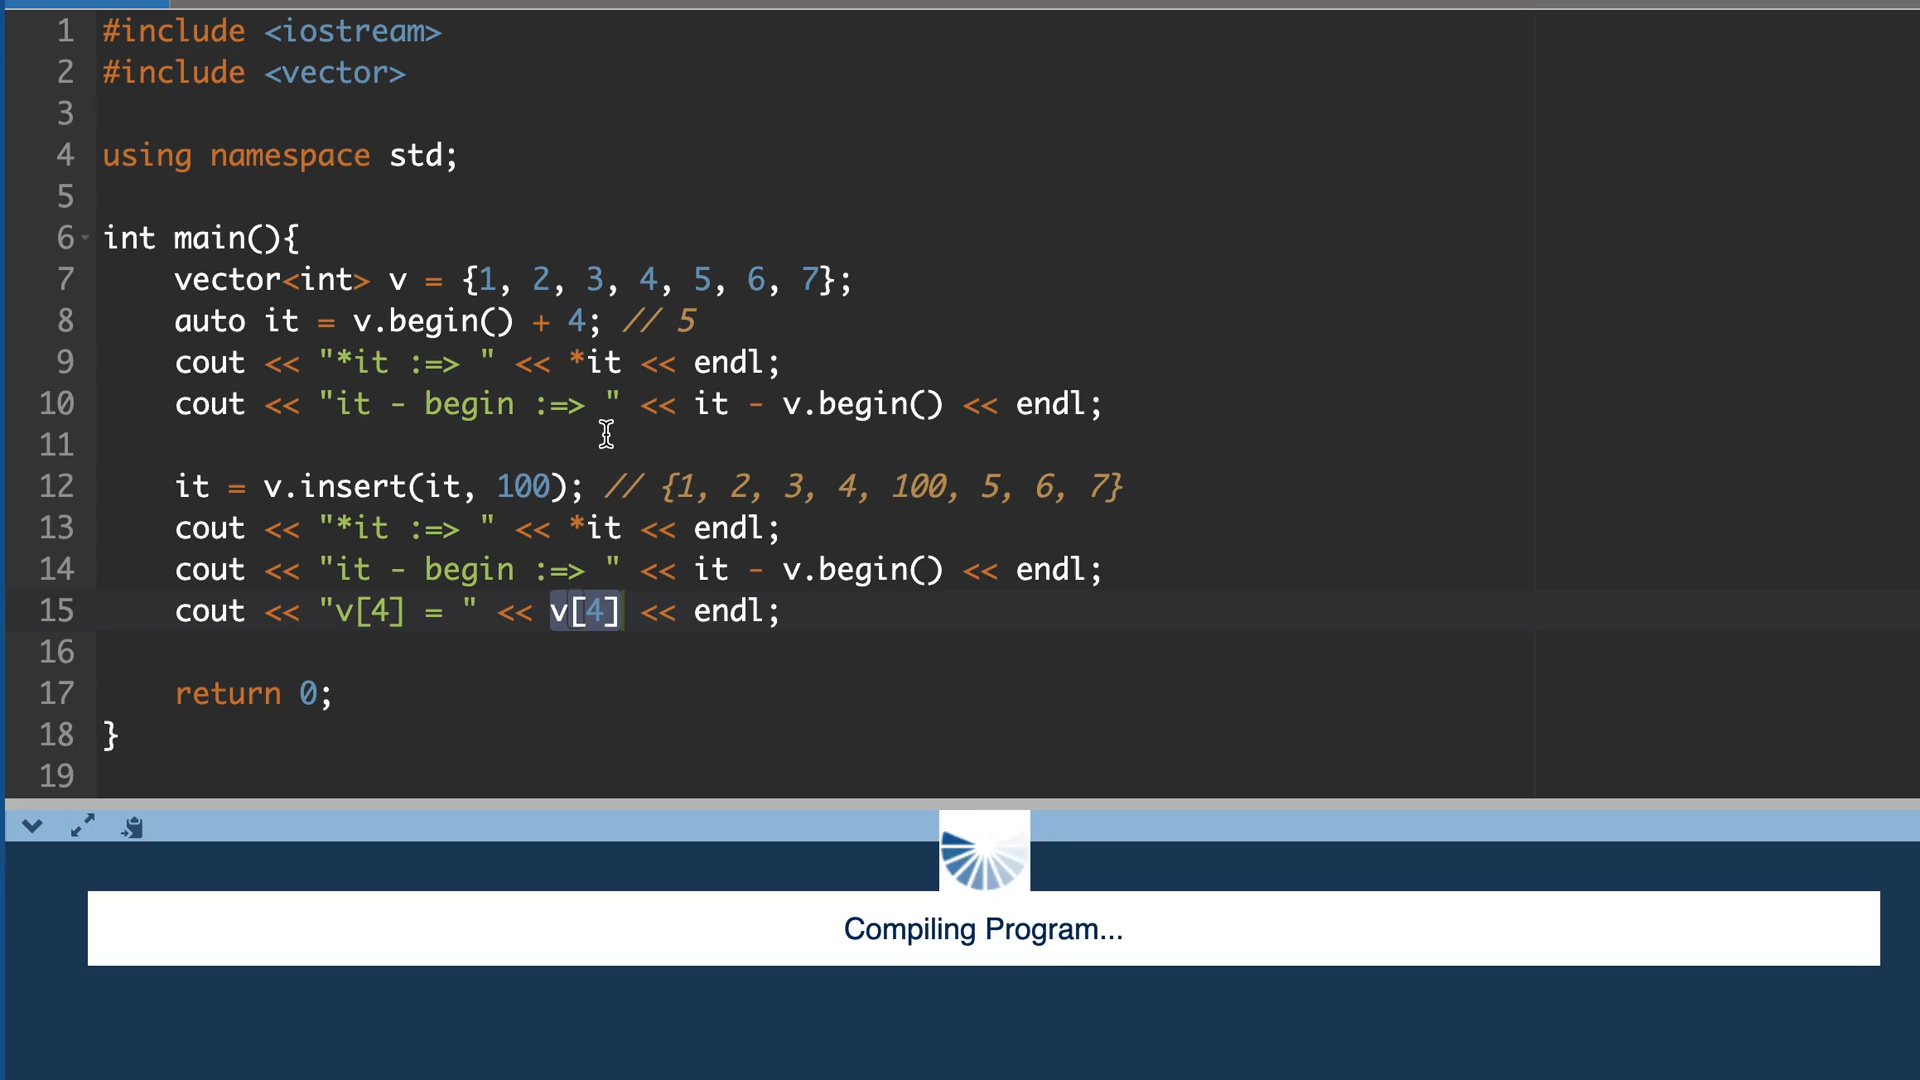 1 #include <iostream>
2 #include <vector>
3
4 using namespace std;
5
6 int main(){
7     vector<int> v = {1, 2, 3, 4, 5, 6, 7};
8     auto it = v.begin() + 4; // 5
9     cout << "*it :=> " << *it << endl;
10     cout << "it - begin :=> " << it - v.begin() << endl;
11
12     it = v.insert(it, 100); // {1, 2, 3, 4, 100, 5, 6, 7}
13     cout << "*it :=> " << *it << endl;
14     cout << "it - begin :=> " << it - v.begin() << endl;
15     cout << "v[4] = " << v[4] << endl;
16
17     return 0;
18 }
19
Compiling Program...